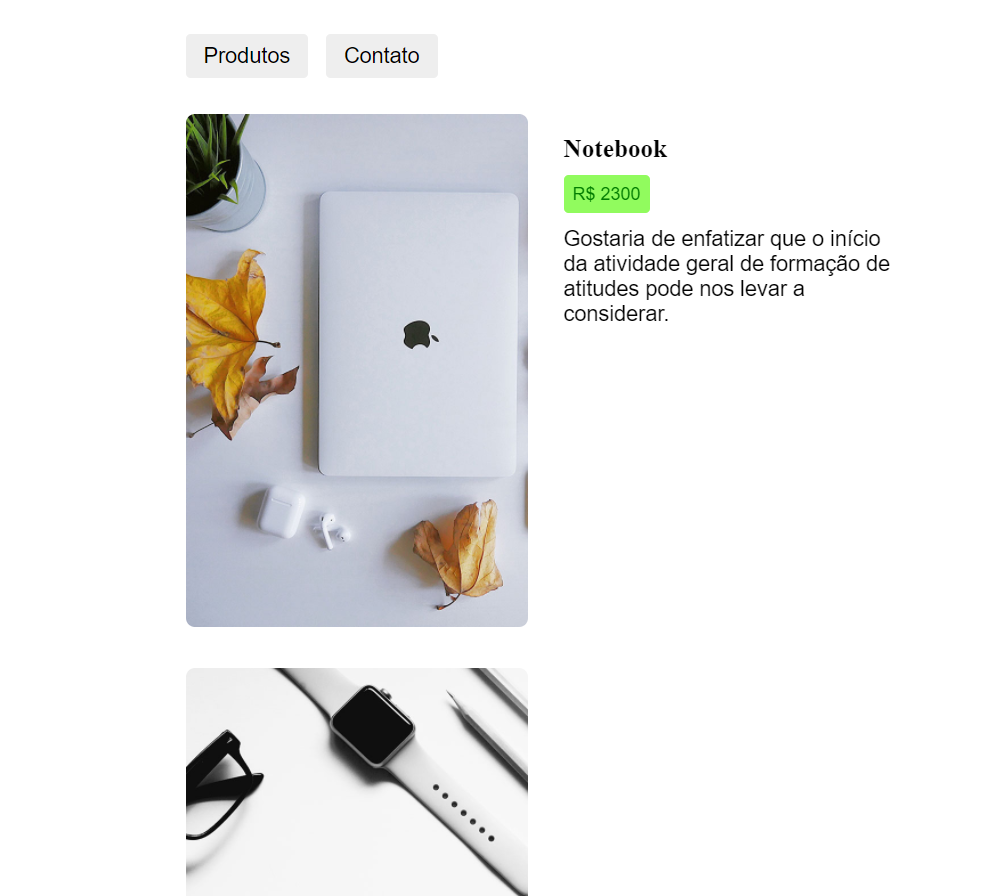 Produtos
Contato
Notebook
R$ 2300
Gostaria de enfatizar que o início
da atividade geral de formação de
atitudes pode nos levar a
considerar.